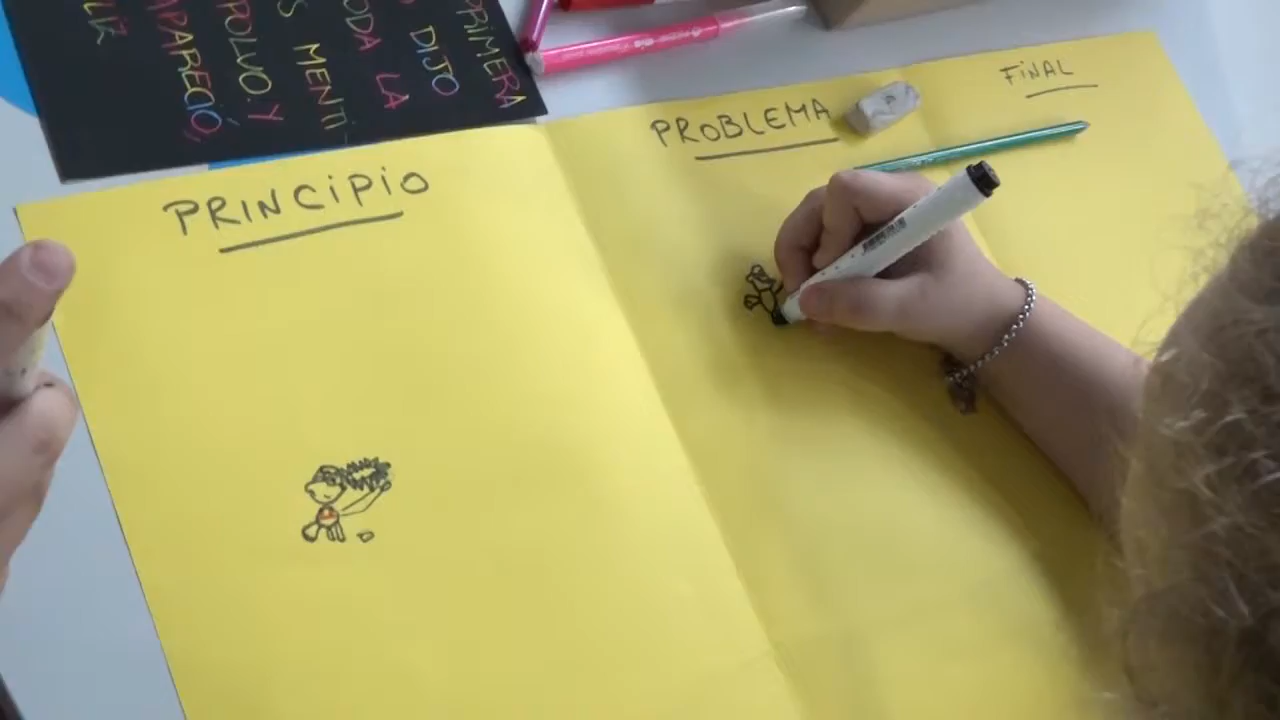 PRIMERA
DIJO
ODA LA
S MENTI-
POLVO.Y
APARECIÓ,
PRINCIPIO
PROBLEMA
FINAL